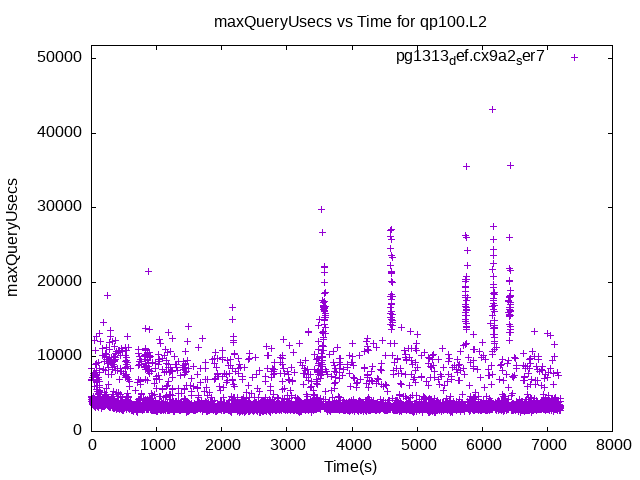 maxQueryUsecs vs Time for qp100.L2
pg1313def.cx9a2ser7
50000
40000
30000
20000
10000
0
maxQueryUsecs
0 1000 2000 3000 4000 5000 6000 7000 8000
Time(s)